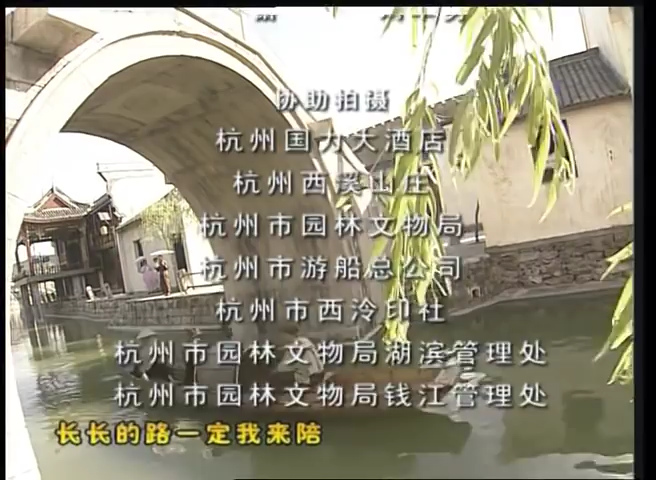 协助拍摄
杭州国力大酒店
杭州西溪山庄
杭州市园林文物局
杭州市游船总公司
杭州市西泠印社
杭州市园林文物局湖滨管理处
杭州市园林文物局钱江管理处
长长的路一定我来陪